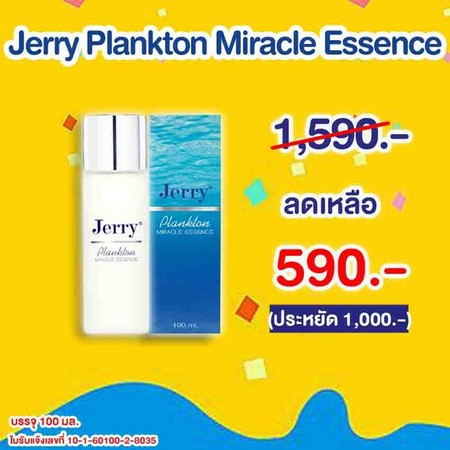 Jerry Plankton Miracle Essence
1,590.-
ลดเหลือ
590.-
(ประหยัด 1,000.-)
Jerry®
Plankton
MIRACLE ESSENCE
Jerry®
Plankton
MIRACLE ESSENCE
100 mL
บรรจุ 100 มล.
ใบรับแจ้งเลขที่ 10-1-60100-2-8035